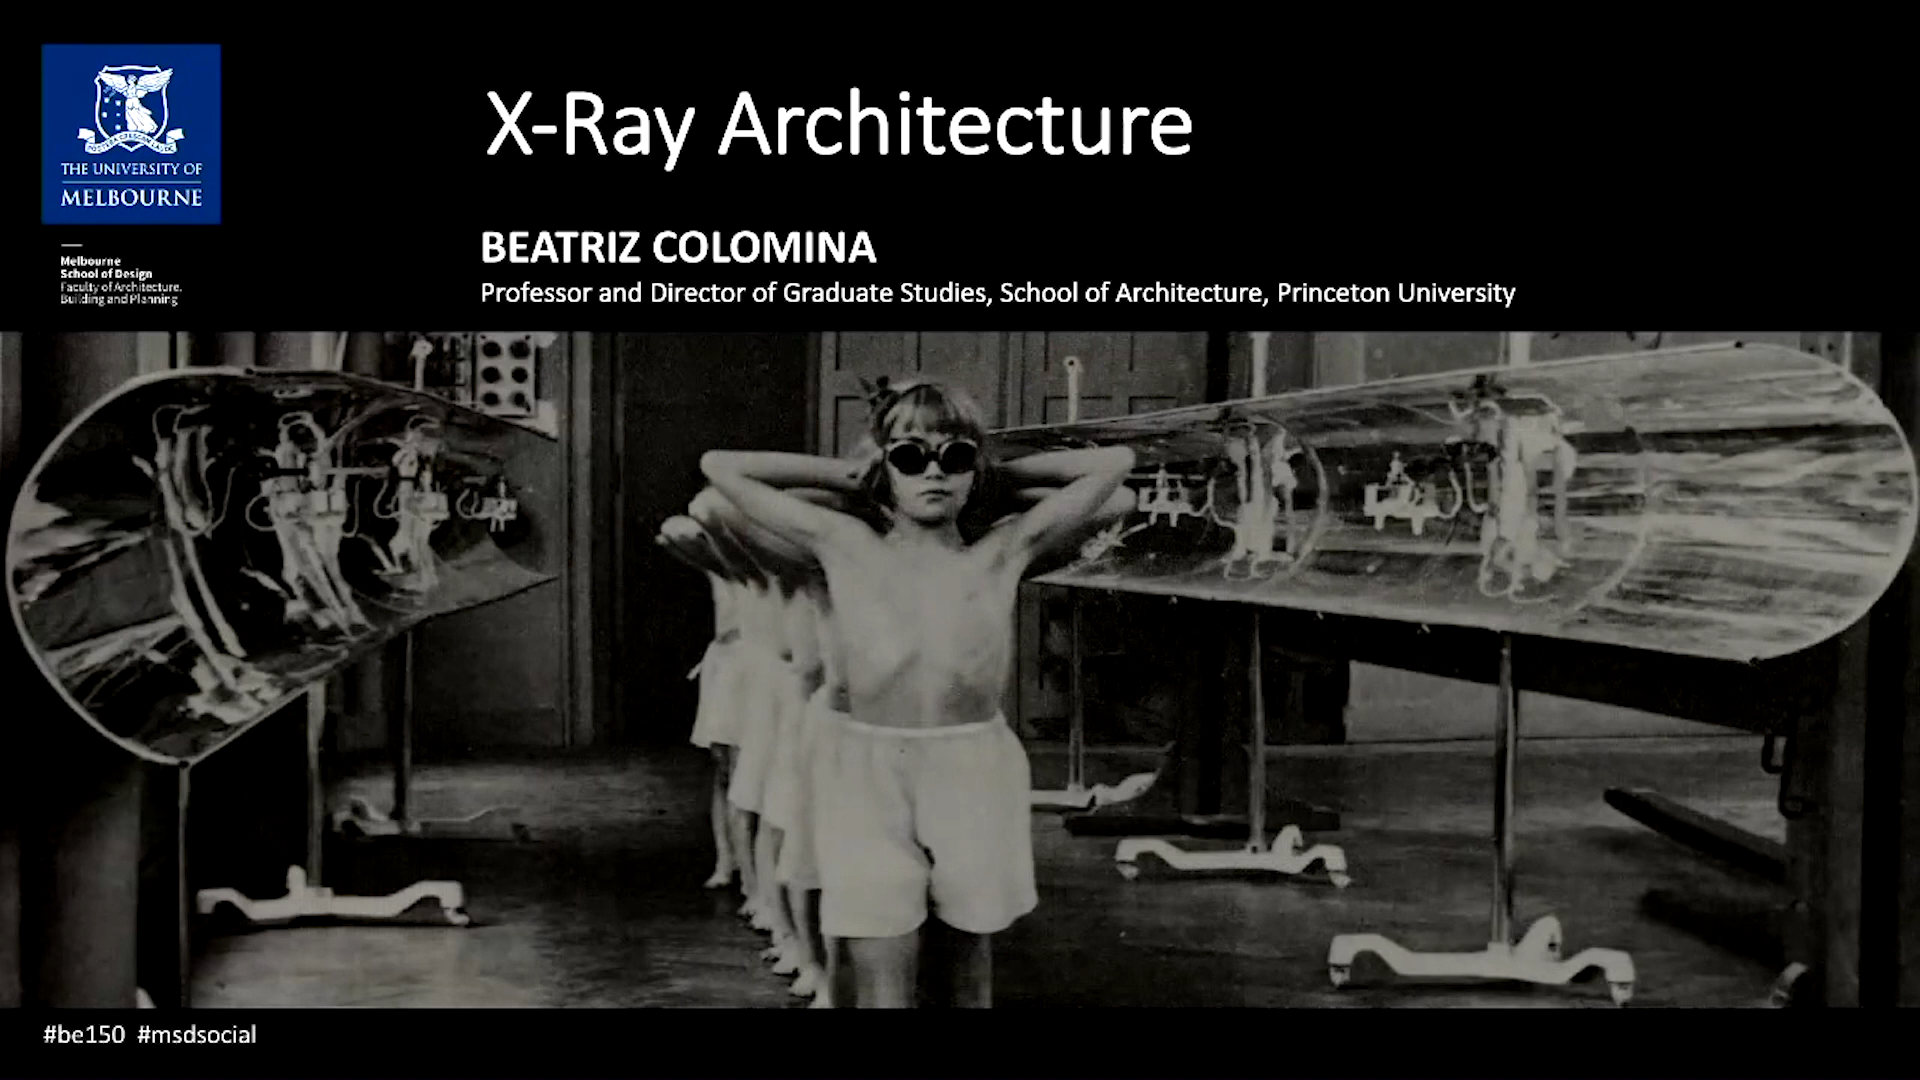 THE UNIVERSITY OF
MELBOURNE
Melbourne
School of Design
Faculty of Architecture,
Building and Planning
X-Ray Architecture
BEATRIZ COLOMINA
Professor and Director of Graduate Studies, School of Architecture, Princeton University
#be150 #msdsocial